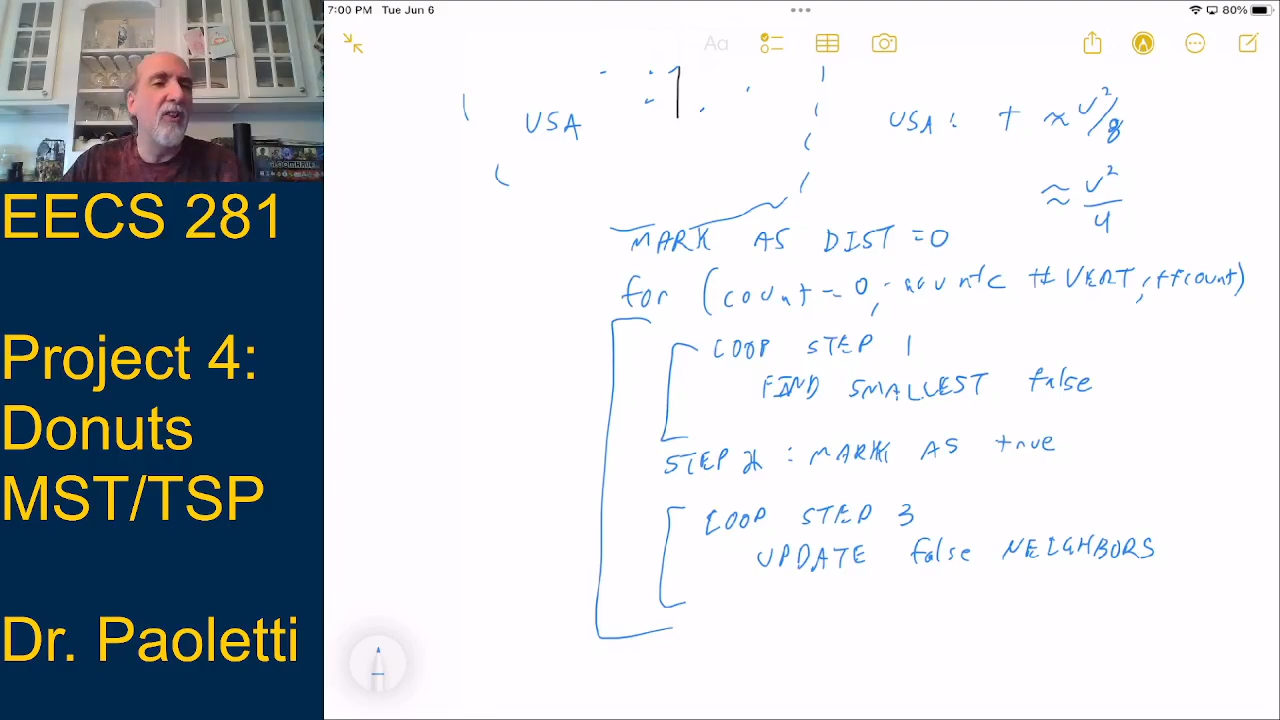 7:00 PM Tue Jun 6
80%
Aa
USA
USA: + ≈ v²/8
≈ v²/4
MARK AS DIST = 0
for (count = 0; count < # VERT; ++count)
LOOP STEP 1
FIND SMALLEST false
STEP 2: MARK AS true
LOOP STEP 3
UPDATE false NEIGHBORS
EECS 281
Project 4:
Donuts
MST/TSP
Dr. Paoletti